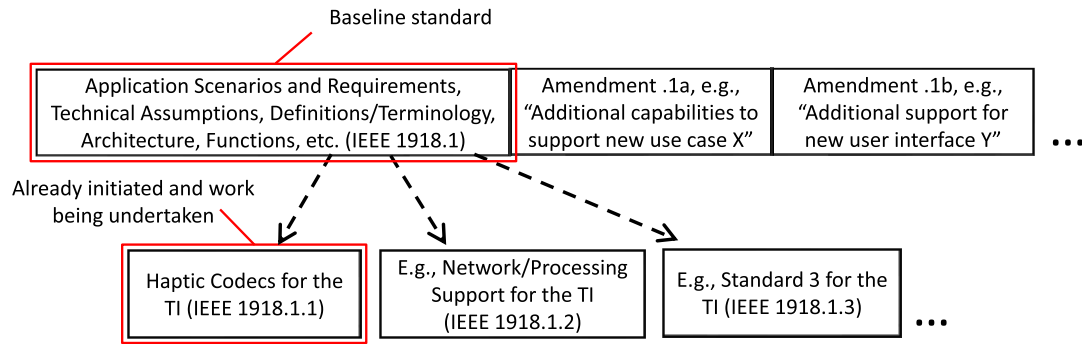 Baseline standard
Application Scenarios and Requirements,
Technical Assumptions, Definitions/Terminology,
Architecture, Functions, etc. (IEEE 1918.1)
Amendment .1a, e.g.,
“Additional capabilities to
support new use case X”
Amendment .1b, e.g.,
“Additional support for
new user interface Y”
...
Already initiated and work
being undertaken
Haptic Codecs for the
TI (IEEE 1918.1.1)
E.g., Network/Processing
Support for the TI
(IEEE 1918.1.2)
E.g., Standard 3 for the
TI (IEEE 1918.1.3)
...